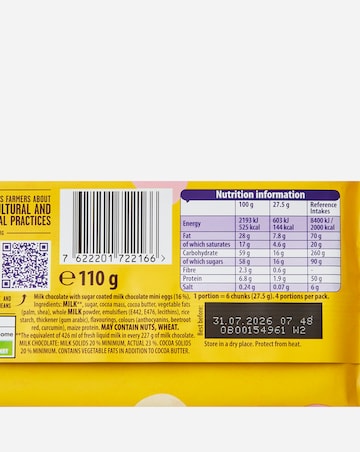 S FARMERS ABOUT
ULTURAL AND
AL PRACTICES
7 622201 722166
℮110 g
AND
EANS
Milk chocolate with sugar coated milk chocolate mini eggs (16 %).
Ingredients: MILK**, sugar, cocoa mass, cocoa butter, vegetable fats
(palm, shea), whole MILK powder, emulsifiers (E442, F476, lecithins), rice
starch, thickener (gum arabic), flavourings, colours (anthocyanins, beetroot
red, curcumin), maize protein. MAY CONTAIN NUTS, WHEAT.
**The equivalent of 426 ml of fresh liquid milk in every 227 g of milk chocolate.
MILK CHOCOLATE: MILK SOLIDS 20 % MINIMUM, ACTUAL 23 %. COCOA SOLIDS
20 % MINIMUM. CONTAINS VEGETABLE FATS IN ADDITION TO COCOA BUTTER.
ome
Nutrition information
100 g 27.5 g Reference Intakes
Energy 2193 kJ 525 kcal 603 kJ 144 kcal 8400 kJ / 2000 kcal
Fat 28 g 7.8 g 70 g
of which saturates 17 g 4.6 g 20 g
Carbohydrate 59 g 16 g 260 g
of which sugars 58 g 16 g 90 g
Fibre 2.3 g 0.6 g
Protein 6.8 g 1.9 g 50 g
Salt 0.24 g 0.07 g 6 g
1 portion = 6 chunks (27.5 g). 4 portions per pack.
Best before:
31.07.2026 07 48
OBO0154961 W2
Store in a dry place. Protect from heat.